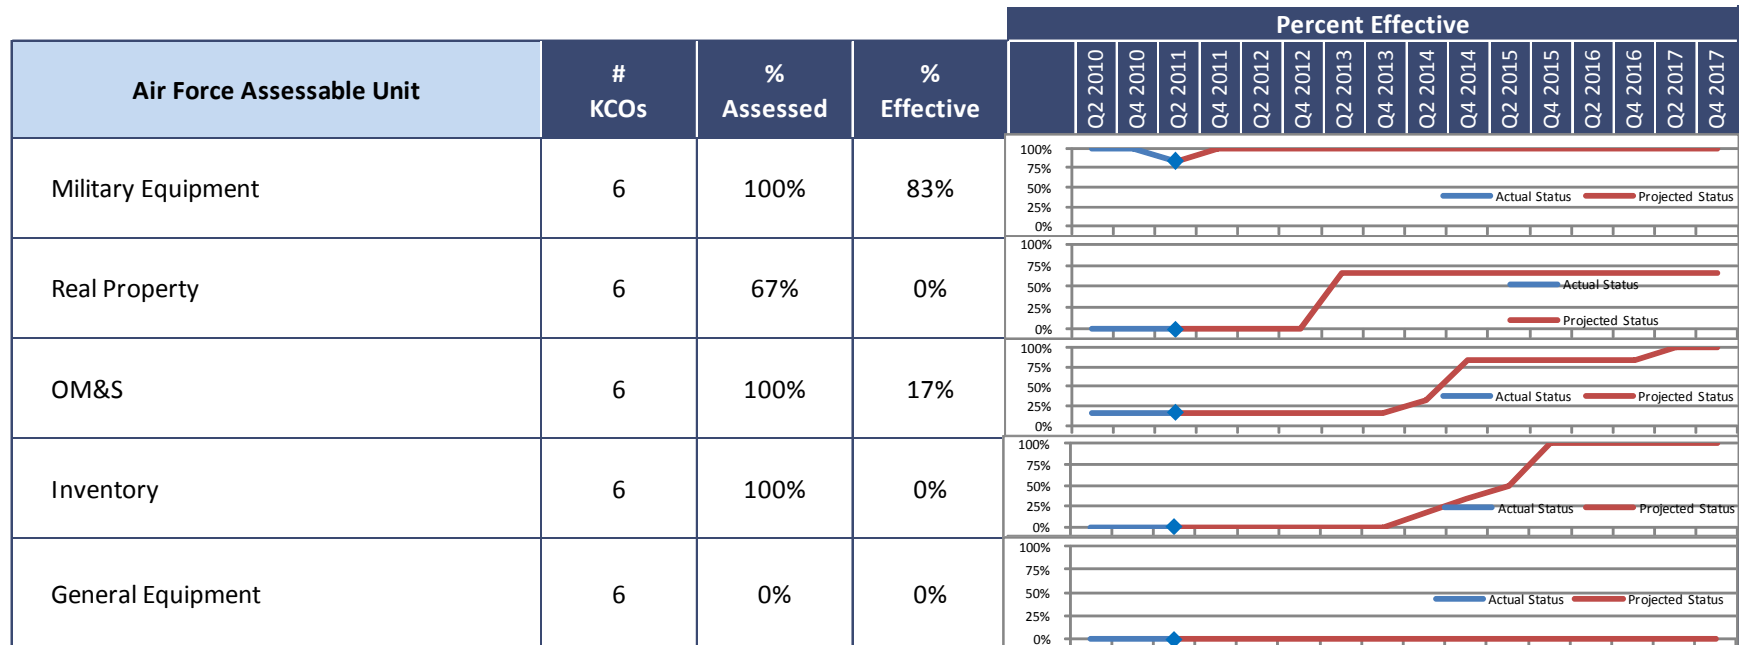 Percent Effective
Air Force Assessable Unit
# KCOs
% Assessed
% Effective
Q2 2010
Q4 2010
Q2 2011
Q4 2011
Q2 2012
Q4 2012
Q2 2013
Q4 2013
Q2 2014
Q4 2014
Q2 2015
Q4 2015
Q2 2016
Q4 2016
Q2 2017
Q4 2017
Military Equipment 6 100% 83%
100%
75%
50%
25%
0%
Actual Status Projected Status
Real Property 6 67% 0%
100%
75%
50%
25%
0%
Actual Status
Projected Status
OM&S 6 100% 17%
100%
75%
50%
25%
0%
Actual Status Projected Status
Inventory 6 100% 0%
100%
75%
50%
25%
0%
Actual Status Projected Status
General Equipment 6 0% 0%
100%
75%
50%
25%
0%
Actual Status Projected Status